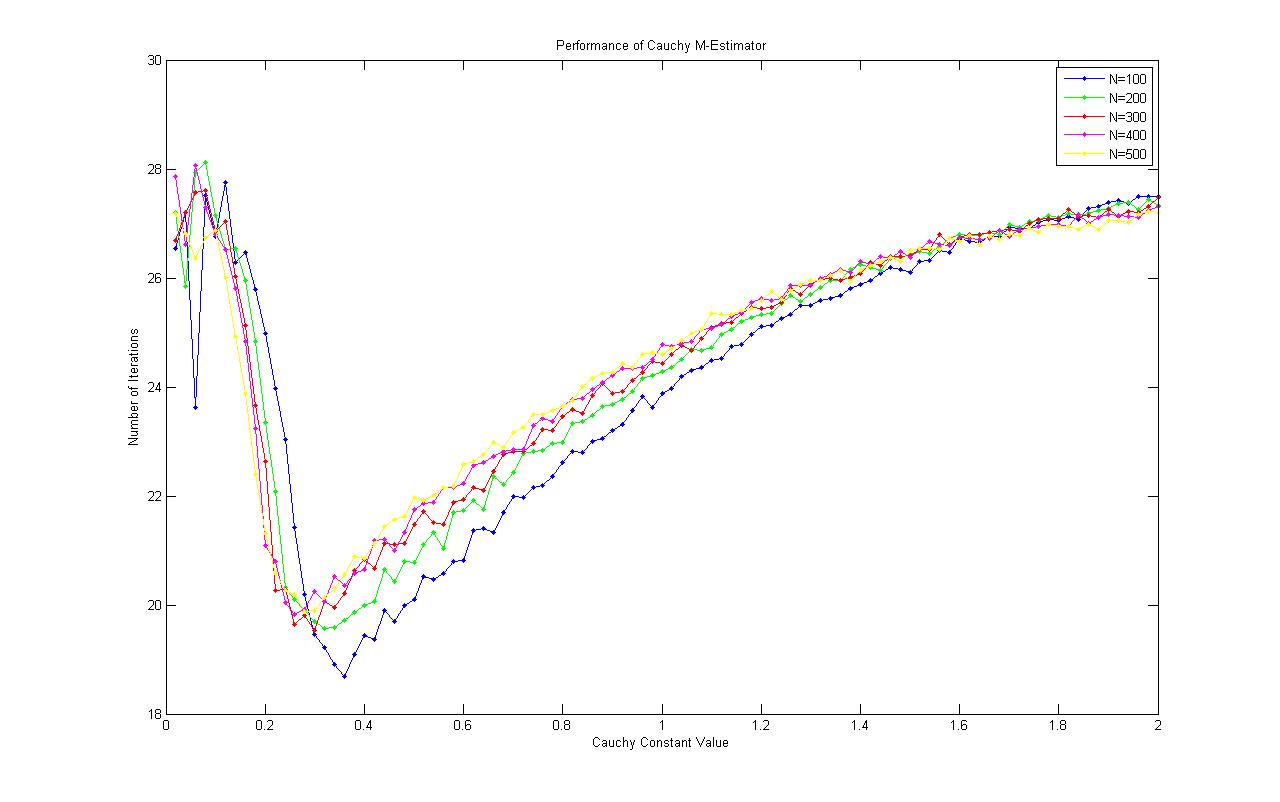 Performance of Cauchy M-Estimator
30
28
26
24
22
20
18
Number of Iterations
0 0.2 0.4 0.6 0.8 1 1.2 1.4 1.6 1.8 2
Cauchy Constant Value
N=100
N=200
N=300
N=400
N=500